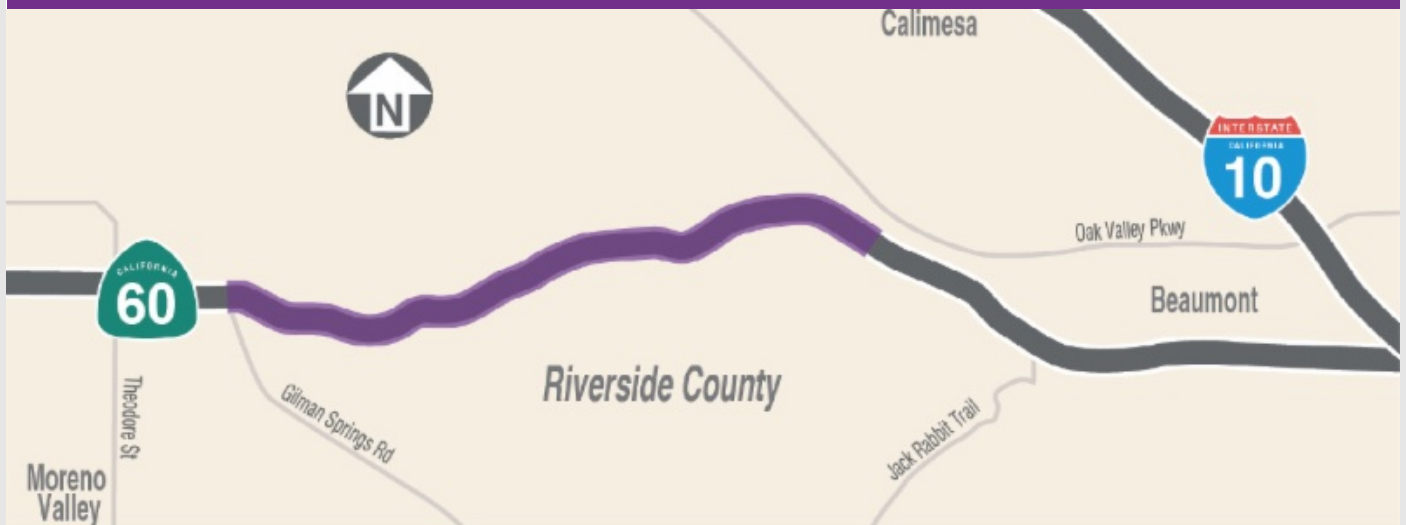 Calimesa
N
INTERSTATE
CALIFORNIA
10
Oak Valley Pkwy
CALIFORNIA
60
Beaumont
Riverside County
Theodore St
Gilman Springs Rd
Jack Rabbit Trail
Moreno
Valley